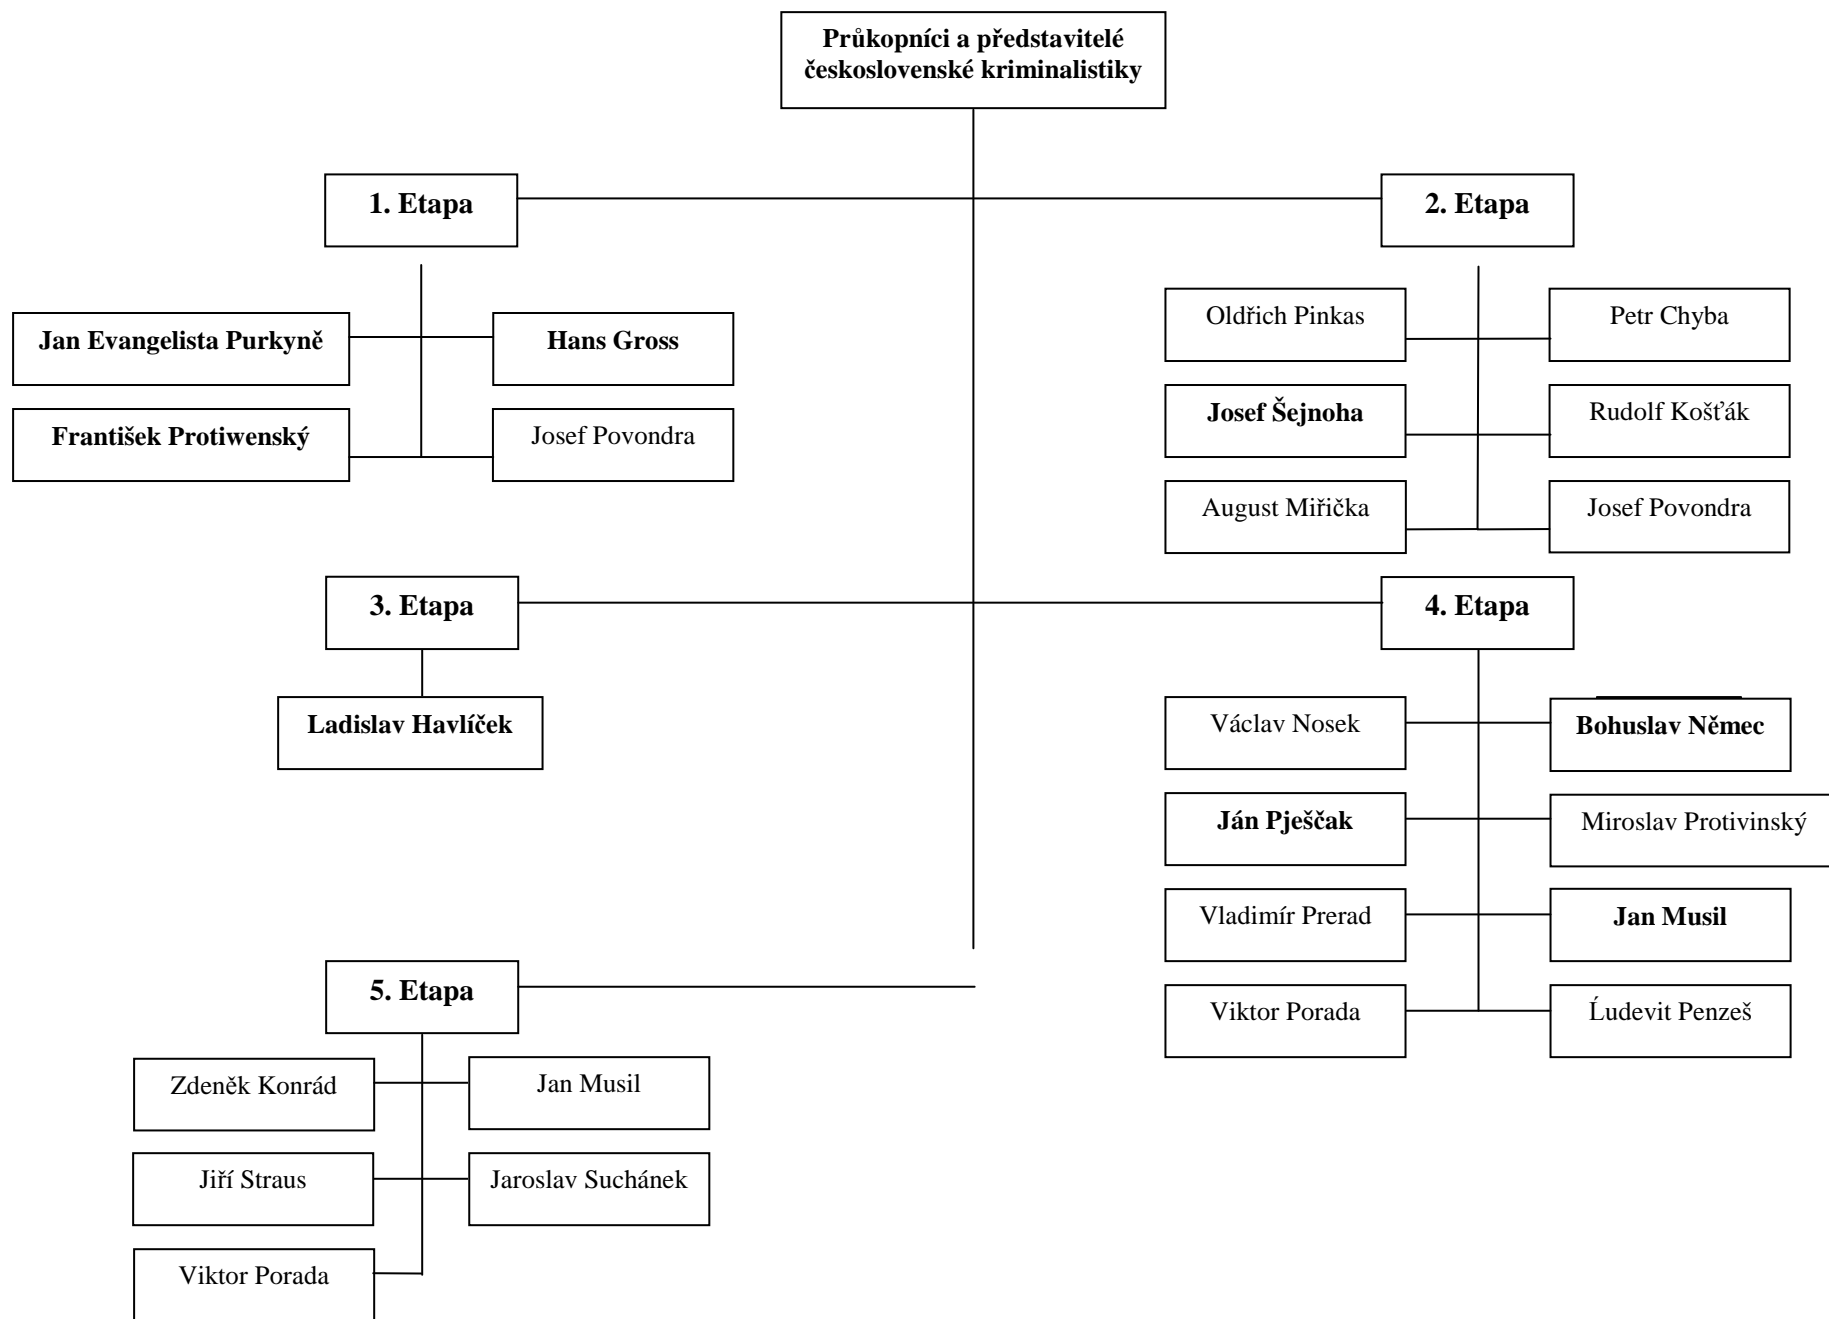 Průkopníci a představitelé
československé kriminalistiky
1. Etapa
2. Etapa
Jan Evangelista Purkyně
Hans Gross
František Protiwenský
Josef Povondra
Oldřich Pinkas
Petr Chyba
Josef Šejnoha
Rudolf Košťák
August Miřička
Josef Povondra
3. Etapa
4. Etapa
Ladislav Havlíček
Václav Nosek
Bohuslav Němec
Ján Pješčak
Miroslav Protivinský
Vladimír Prerad
Jan Musil
Viktor Porada
Ĺudevit Penzeš
5. Etapa
Zdeněk Konrád
Jan Musil
Jiří Straus
Jaroslav Suchánek
Viktor Porada